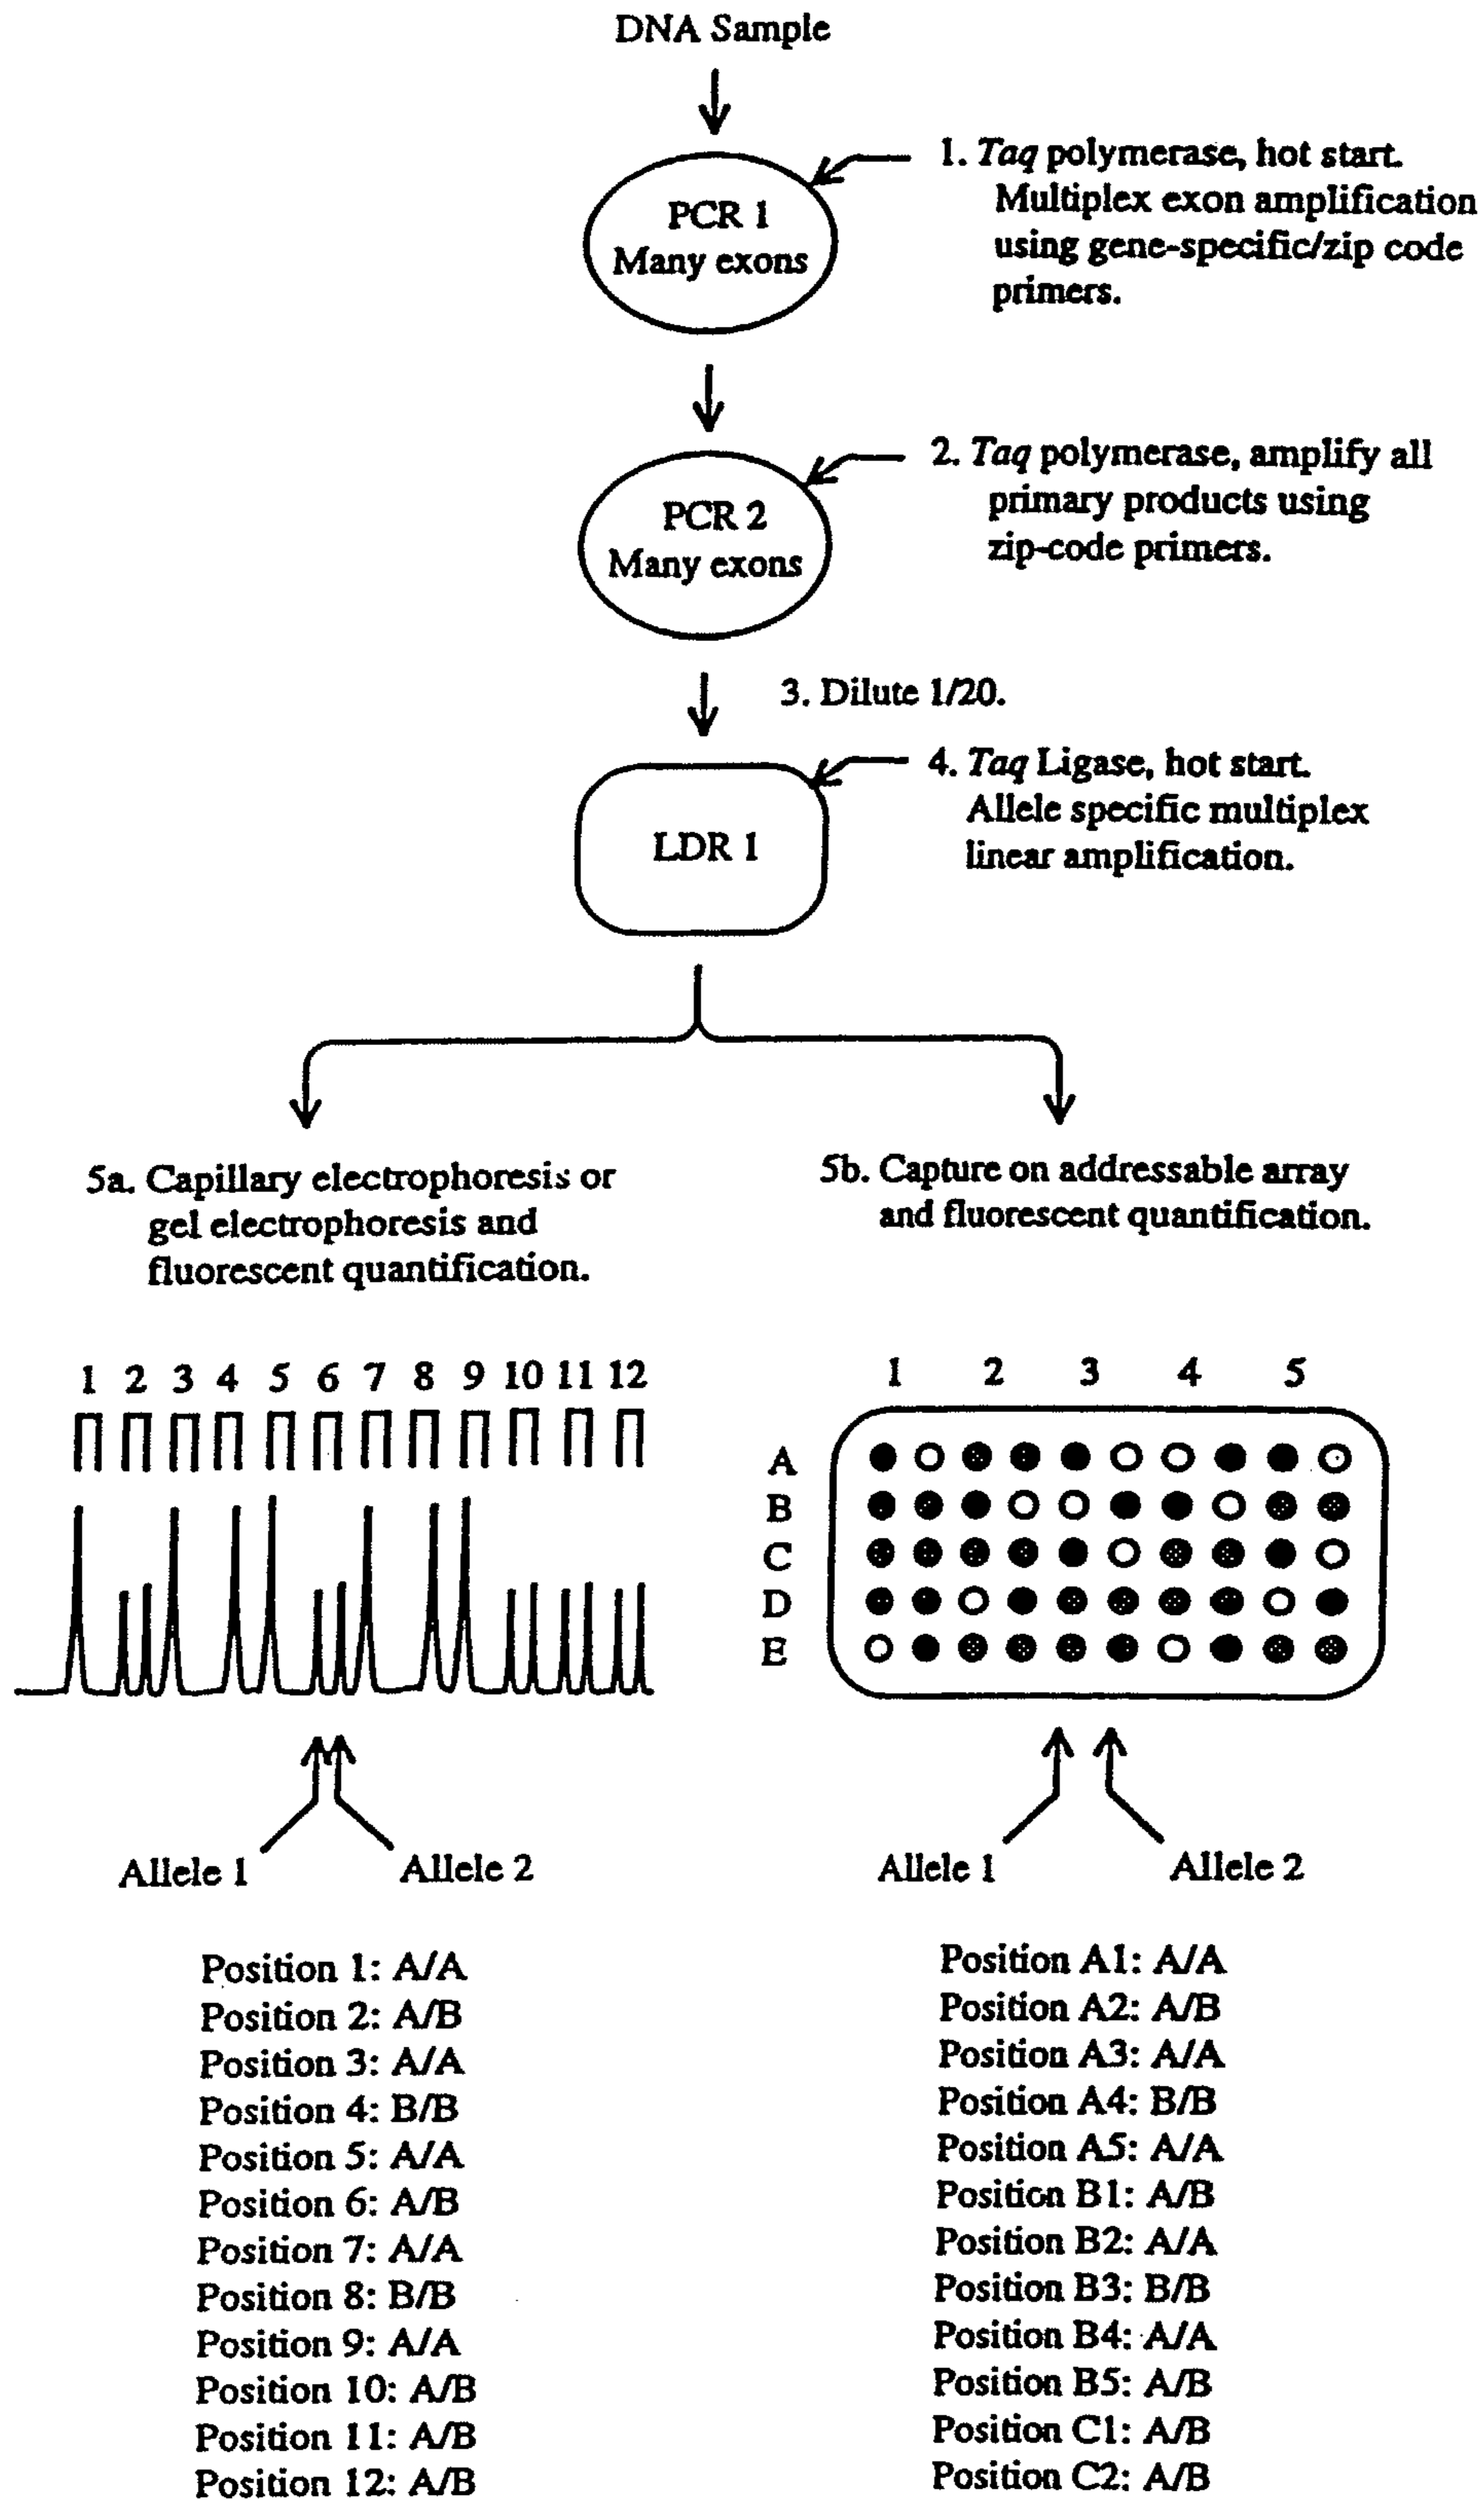 DNA Sample
PCR 1
Many exons
1. Taq polymerase, hot start.
Multiplex exon amplification
using gene-specific/zip code
primers.
PCR 2
Many exons
2. Taq polymerase, amplify all
primary products using
zip-code primers.
3. Dilute 1/20.
LDR 1
4. Taq Ligase, hot start.
Allele specific multiplex
linear amplification.
5a. Capillary electrophoresis or
gel electrophoresis and
fluorescent quantification.
5b. Capture on addressable array
and fluorescent quantification.
1 2 3 4 5 6 7 8 9 10 11 12
1 2 3 4 5
A
B
C
D
E
Allele 1 Allele 2
Allele 1 Allele 2
Position 1: A/A
Position 2: A/B
Position 3: A/A
Position 4: B/B
Position 5: A/A
Position 6: A/B
Position 7: A/A
Position 8: B/B
Position 9: A/A
Position 10: A/B
Position 11: A/B
Position 12: A/B
Position A1: A/A
Position A2: A/B
Position A3: A/A
Position A4: B/B
Position A5: A/A
Position B1: A/B
Position B2: A/A
Position B3: B/B
Position B4: A/A
Position B5: A/B
Position C1: A/B
Position C2: A/B